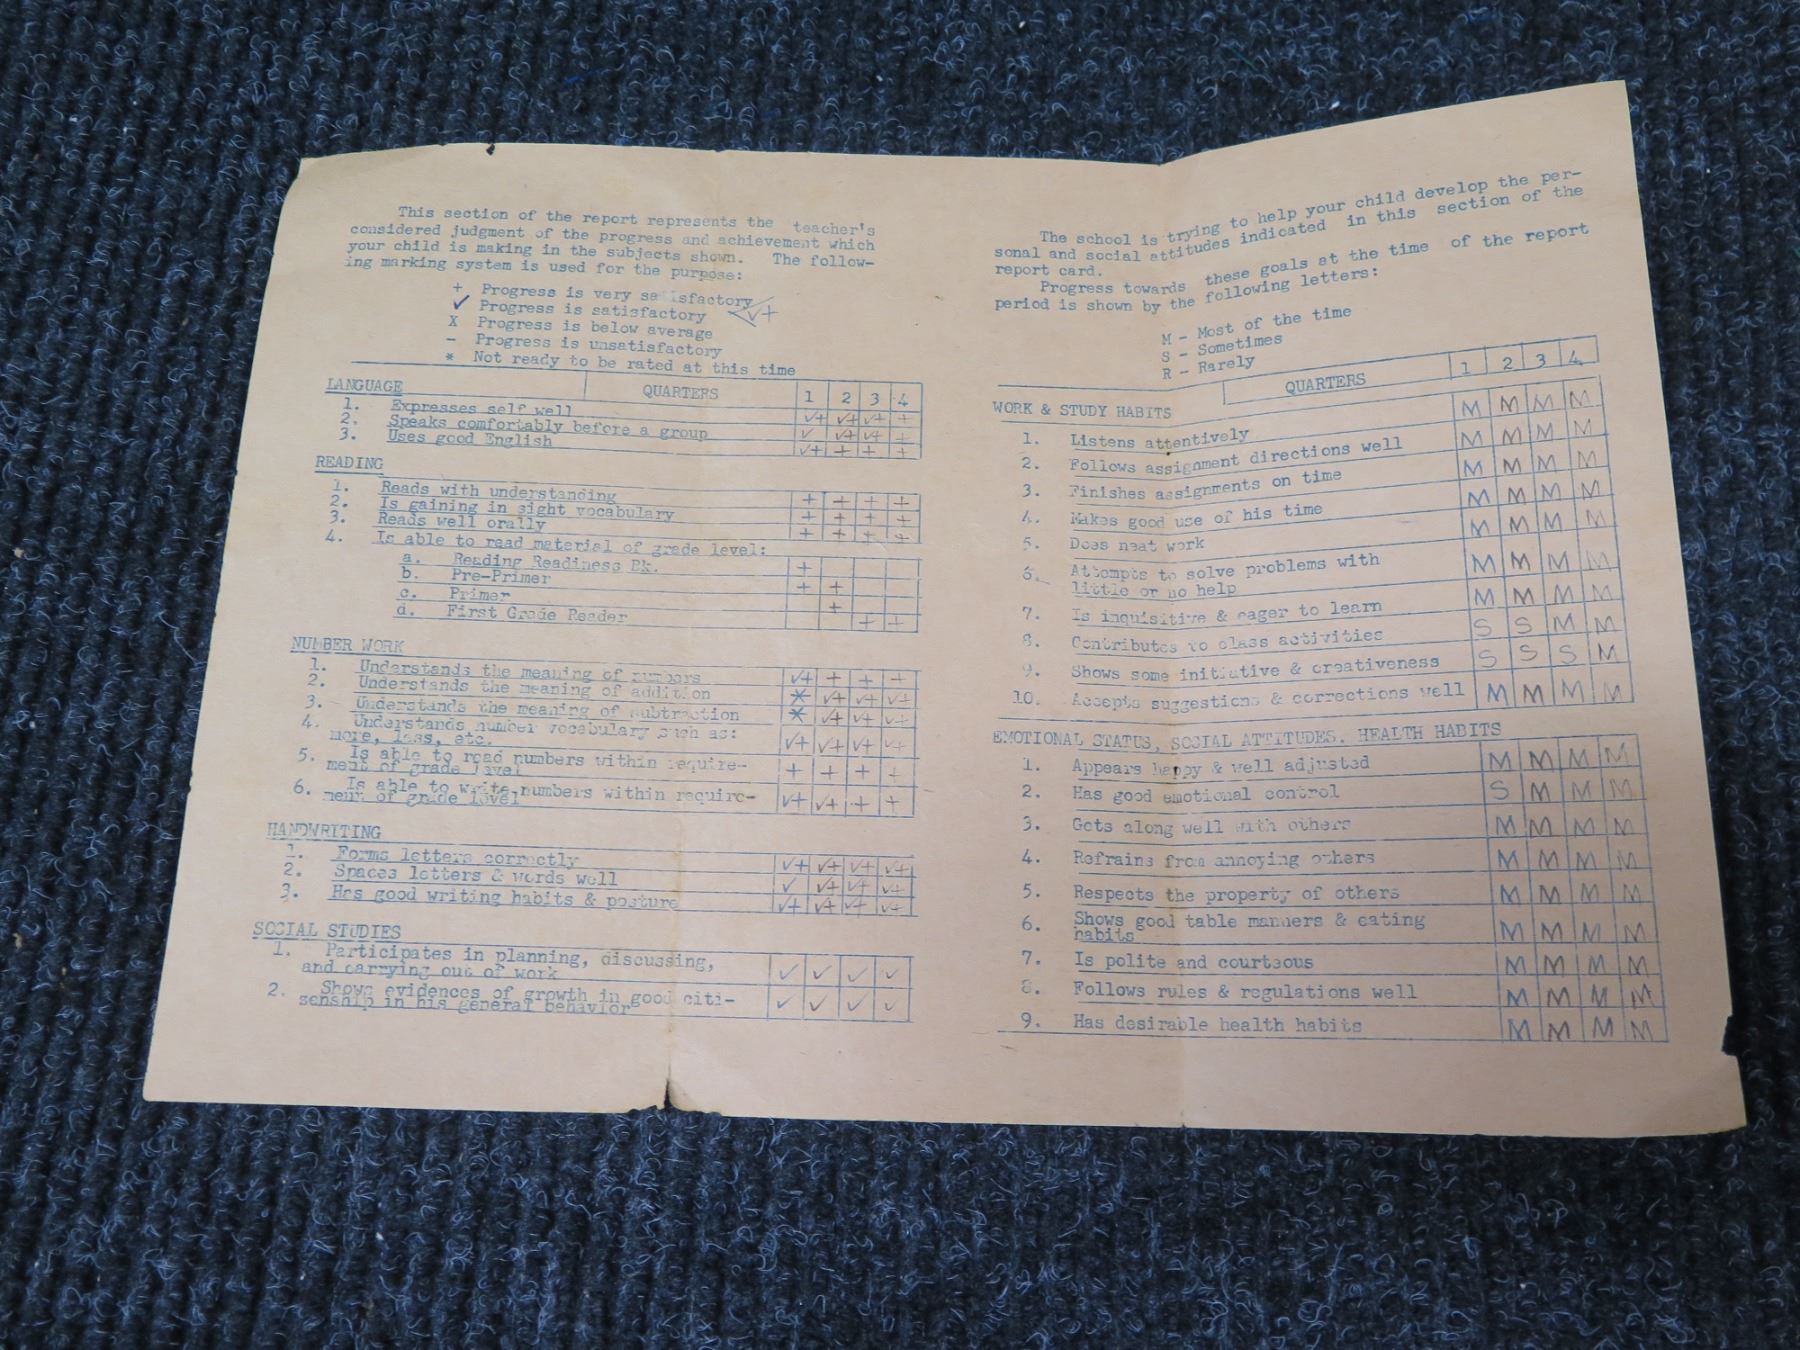 This section of the report represents the teacher's
considered judgment of the progress and achievement which
your child is making in the subjects shown. The follow-
ing marking system is used for the purpose:
+ Progress is very satisfactory
✓ Progress is satisfactory ✓+
X Progress is below average
- Progress is unsatisfactory
* Not ready to be rated at this time
LANGUAGE QUARTERS 1 2 3 4
1. Expresses self well ✓+ ✓+ ✓+ +
2. Speaks comfortably before a group ✓ ✓+ ✓+ +
3. Uses good English ✓+ + + +
READING
1. Reads with understanding + + + +
2. Is gaining in sight vocabulary + + + +
3. Reads well orally + + + +
4. Is able to read material of grade level:
a. Reading Readiness Bk. +
b. Pre-Primer + +
c. Primer +
d. First Grade Reader + +
NUMBER WORK
1. Understands the meaning of numbers ✓+ + + +
2. Understands the meaning of addition * ✓+ ✓+ ✓+
3. Understands the meaning of subtraction * ✓+ ✓+ ✓+
4. Understands number vocabulary such as:
more, less, etc. ✓+ ✓+ ✓+ ✓+
5. Is able to read numbers within require-
ment of grade level + + + +
6. Is able to write numbers within require-
ment of grade level ✓+ ✓+ + +
HANDWRITING
1. Forms letters correctly ✓+ ✓+ ✓+ ✓+
2. Spaces letters & words well ✓ ✓+ ✓+ ✓+
3. Has good writing habits & posture ✓+ ✓+ ✓+ ✓+
SOCIAL STUDIES
1. Participates in planning, discussing,
and carrying out of work ✓ ✓ ✓ ✓
2. Shows evidences of growth in good citi-
zenship in his general behavior ✓ ✓ ✓ ✓
The school is trying to help your child develop the per-
sonal and social attitudes indicated in this section of the
report card.
Progress towards these goals at the time of the report
period is shown by the following letters:
M - Most of the time
S - Sometimes
R - Rarely
QUARTERS 1 2 3 4
WORK & STUDY HABITS
1. Listens attentively M M M M
2. Follows assignment directions well M M M M
3. Finishes assignments on time M M M M
4. Makes good use of his time M M M M
5. Does neat work M M M M
6. Attempts to solve problems with
little or no help M M M M
7. Is inquisitive & eager to learn M M M M
8. Contributes to class activities S S M M
9. Shows some initiative & creativeness S S S M
10. Accepts suggestions & corrections well M M M M
EMOTIONAL STATUS, SOCIAL ATTITUDES, HEALTH HABITS
1. Appears happy & well adjusted M M M M
2. Has good emotional control S M M M
3. Gets along well with others M M M M
4. Refrains from annoying others M M M M
5. Respects the property of others M M M M
6. Shows good table manners & eating
habits M M M M
7. Is polite and courteous M M M M
8. Follows rules & regulations well M M M M
9. Has desirable health habits M M M M